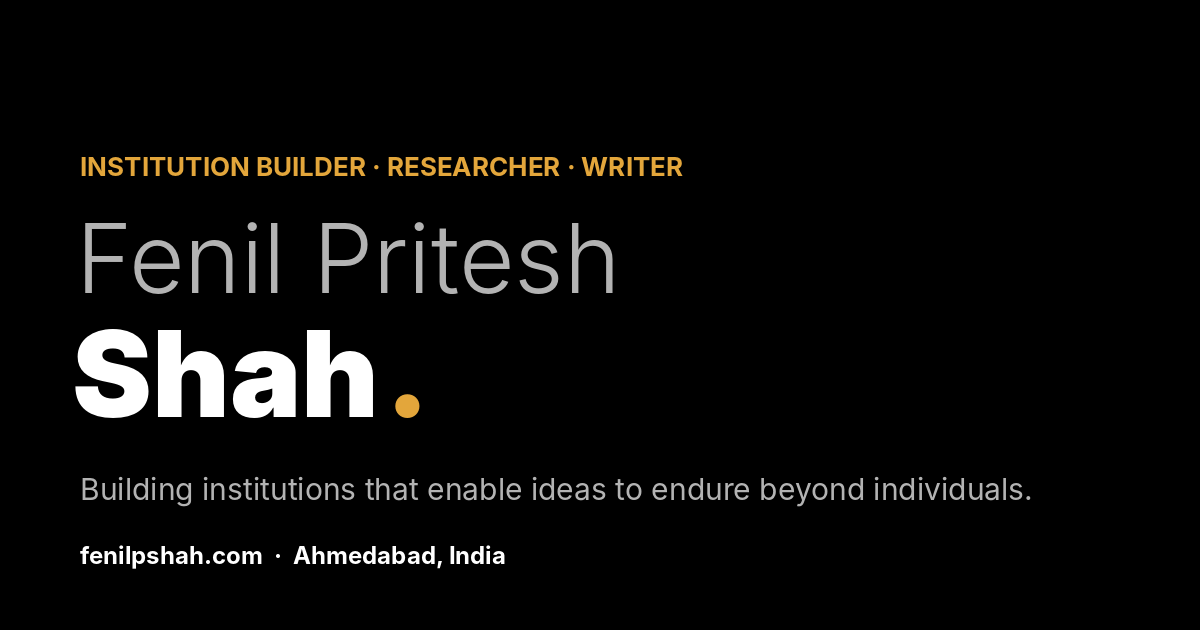 INSTITUTION BUILDER · RESEARCHER · WRITER
Fenil Pritesh
Shah.
Building institutions that enable ideas to endure beyond individuals.
fenilpshah.com · Ahmedabad, India